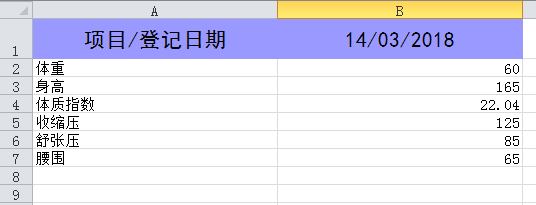 A B
1 项目/登记日期 14/03/2018
2 体重 60
3 身高 165
4 体质指数 22.04
5 收缩压 125
6 舒张压 85
7 腰围 65
8
9